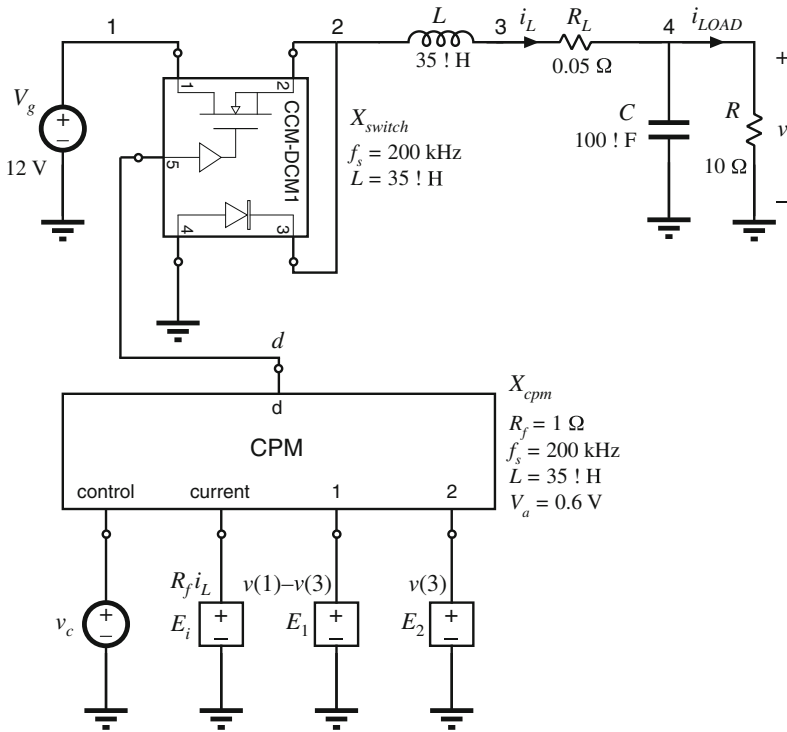 1
2
L
3
i_L
R_L
4
i_LOAD
35 ! H
0.05 Ω
+
V_g
+
−
12 V
1
2
CCM-DCM1
5
4
3
X_switch
f_s = 200 kHz
L = 35 ! H
C
100 ! F
R
10 Ω
v
−
d
d
CPM
control
current
1
2
X_cpm
R_f = 1 Ω
f_s = 200 kHz
L = 35 ! H
V_a = 0.6 V
R_f i_L
v(1)–v(3)
v(3)
v_c
+
−
E_i
+
−
E_1
+
−
E_2
+
−